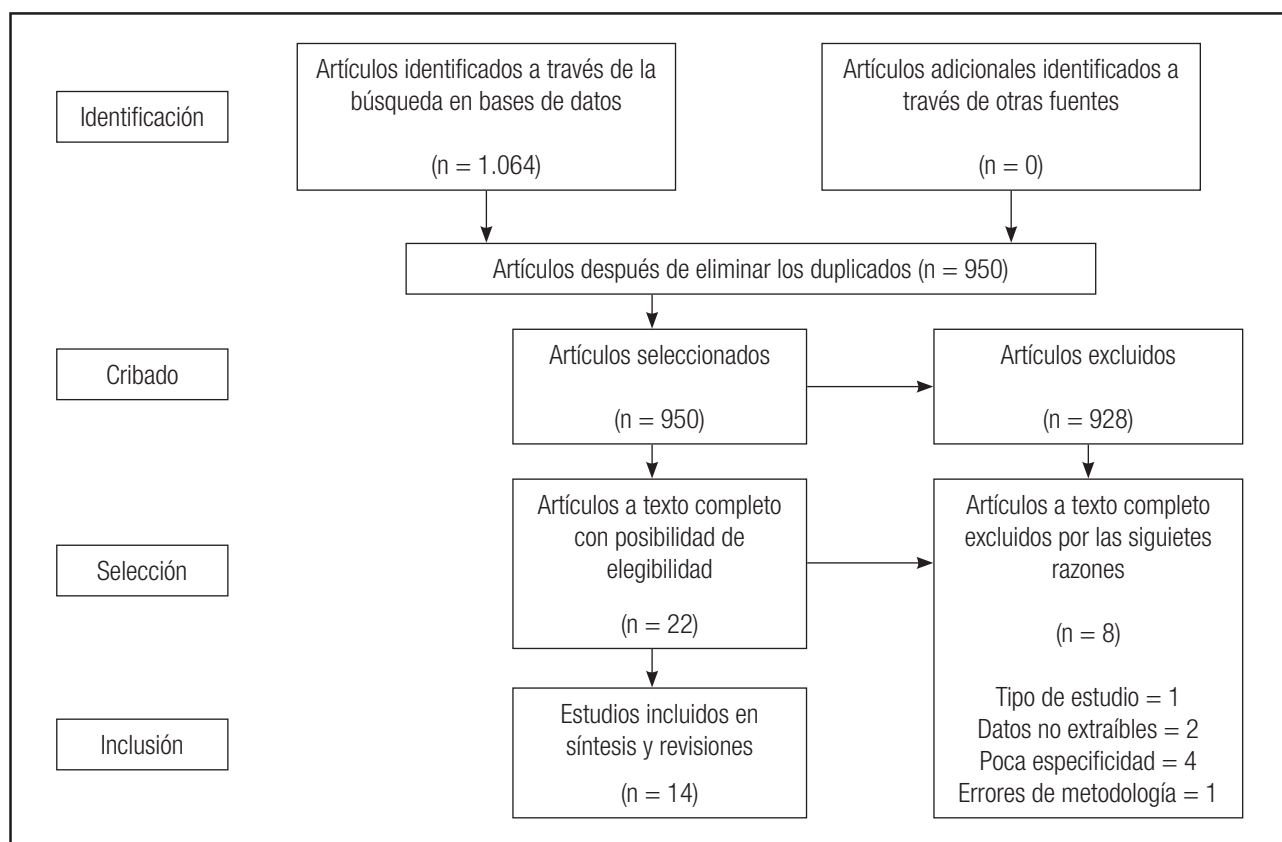 Identificación
Artículos identificados a través de la
búsqueda en bases de datos
(n = 1.064)
Artículos adicionales identificados a
través de otras fuentes
(n = 0)
Artículos después de eliminar los duplicados (n = 950)
Cribado
Artículos seleccionados
(n = 950)
Artículos excluidos
(n = 928)
Selección
Artículos a texto completo
con posibilidad de
elegibilidad
(n = 22)
Artículos a texto completo
excluidos por las siguietes
razones
(n = 8)
Tipo de estudio = 1
Datos no extraíbles = 2
Poca especificidad = 4
Errores de metodología = 1
Inclusión
Estudios incluidos en
síntesis y revisiones
(n = 14)